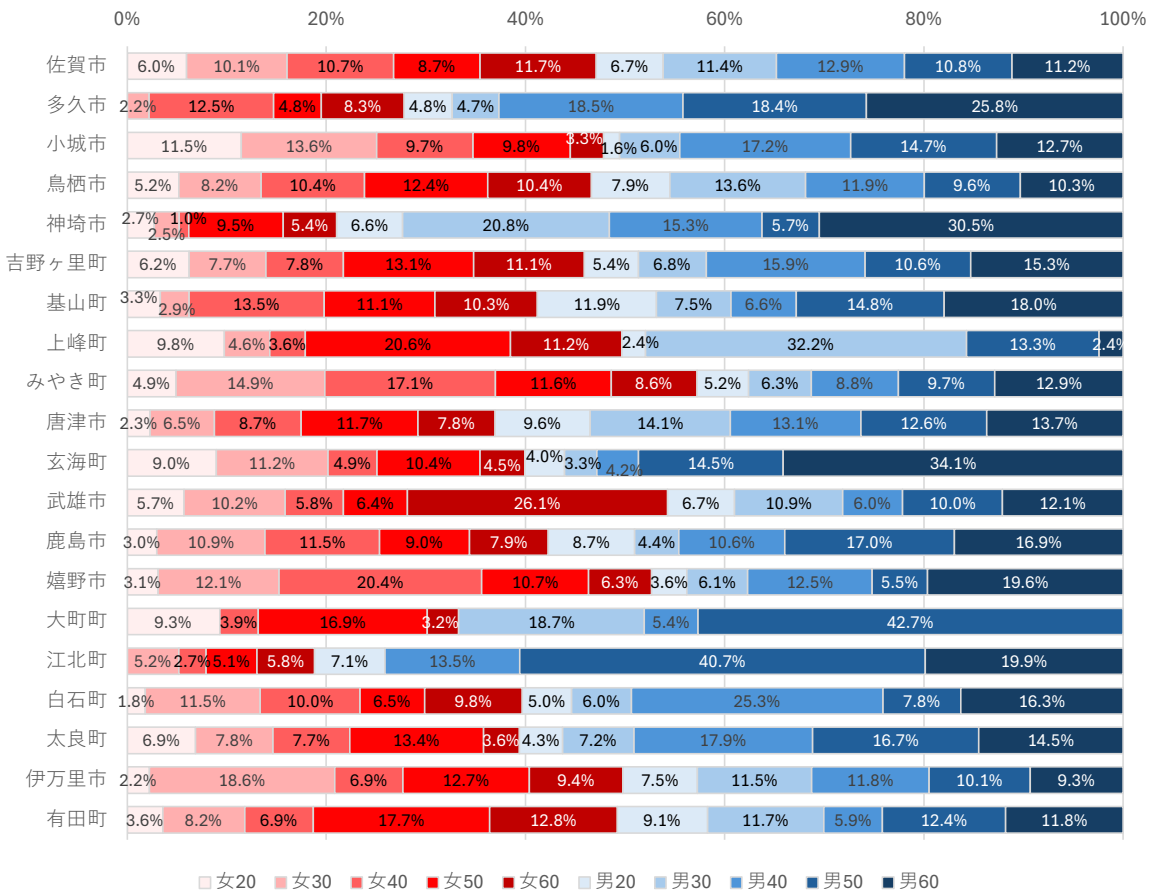 0% 20% 40% 60% 80% 100%
佐賀市 6.0% 10.1% 10.7% 8.7% 11.7% 6.7% 11.4% 12.9% 10.8% 11.2%
多久市 2.2% 12.5% 4.8% 8.3% 4.8% 4.7% 18.5% 18.4% 25.8%
小城市 11.5% 13.6% 9.7% 9.8% 3.3% 1.6% 6.0% 17.2% 14.7% 12.7%
鳥栖市 5.2% 8.2% 10.4% 12.4% 10.4% 7.9% 13.6% 11.9% 9.6% 10.3%
神埼市 2.7% 2.5% 1.0% 9.5% 5.4% 6.6% 20.8% 15.3% 5.7% 30.5%
吉野ヶ里町 6.2% 7.7% 7.8% 13.1% 11.1% 5.4% 6.8% 15.9% 10.6% 15.3%
基山町 3.3% 2.9% 13.5% 11.1% 10.3% 11.9% 7.5% 6.6% 14.8% 18.0%
上峰町 9.8% 4.6% 3.6% 20.6% 11.2% 2.4% 32.2% 13.3% 2.4%
みやき町 4.9% 14.9% 17.1% 11.6% 8.6% 5.2% 6.3% 8.8% 9.7% 12.9%
唐津市 2.3% 6.5% 8.7% 11.7% 7.8% 9.6% 14.1% 13.1% 12.6% 13.7%
玄海町 9.0% 11.2% 4.9% 10.4% 4.5% 4.0% 3.3% 4.2% 14.5% 34.1%
武雄市 5.7% 10.2% 5.8% 6.4% 26.1% 6.7% 10.9% 6.0% 10.0% 12.1%
鹿島市 3.0% 10.9% 11.5% 9.0% 7.9% 8.7% 4.4% 10.6% 17.0% 16.9%
嬉野市 3.1% 12.1% 20.4% 10.7% 6.3% 3.6% 6.1% 12.5% 5.5% 19.6%
大町町 9.3% 3.9% 16.9% 3.2% 18.7% 5.4% 42.7%
江北町 5.2% 2.7% 5.1% 5.8% 7.1% 13.5% 40.7% 19.9%
白石町 1.8% 11.5% 10.0% 6.5% 9.8% 5.0% 6.0% 25.3% 7.8% 16.3%
太良町 6.9% 7.8% 7.7% 13.4% 3.6% 4.3% 7.2% 17.9% 16.7% 14.5%
伊万里市 2.2% 18.6% 6.9% 12.7% 9.4% 7.5% 11.5% 11.8% 10.1% 9.3%
有田町 3.6% 8.2% 6.9% 17.7% 12.8% 9.1% 11.7% 5.9% 12.4% 11.8%
女20 女30 女40 女50 女60 男20 男30 男40 男50 男60